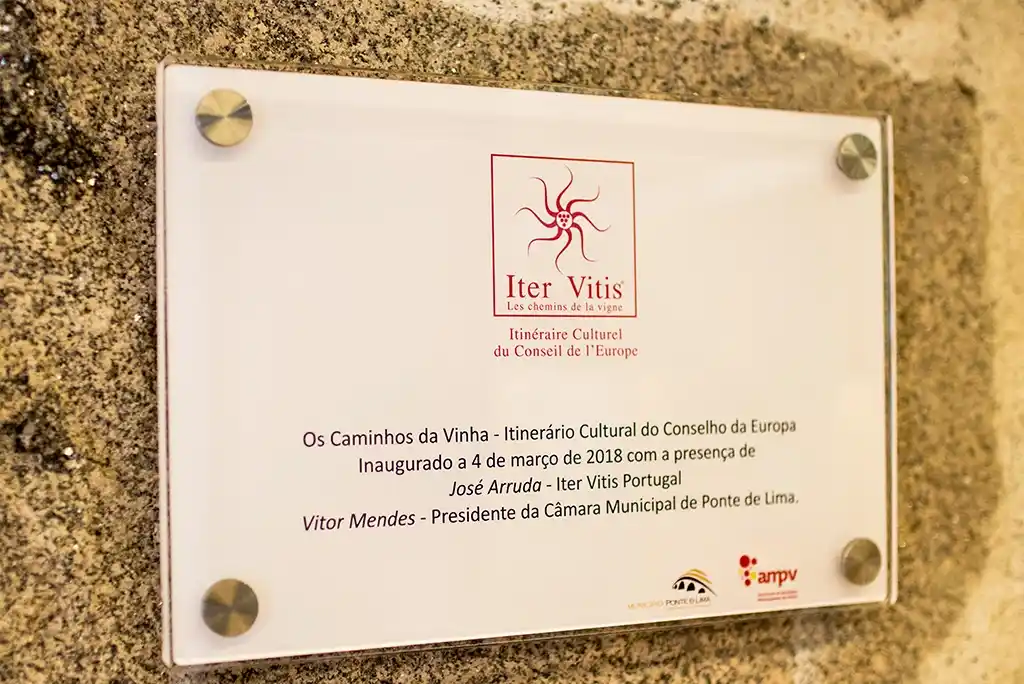 Iter Vitis®
Les chemins de la vigne
Itinéraire Culturel
du Conseil de l'Europe
Os Caminhos da Vinha - Itinerário Cultural do Conselho da Europa
Inaugurado a 4 de março de 2018 com a presença de
José Arruda - Iter Vitis Portugal
Vitor Mendes - Presidente da Câmara Municipal de Ponte de Lima.
MUNICÍPIO PONTE DE LIMA
ampv